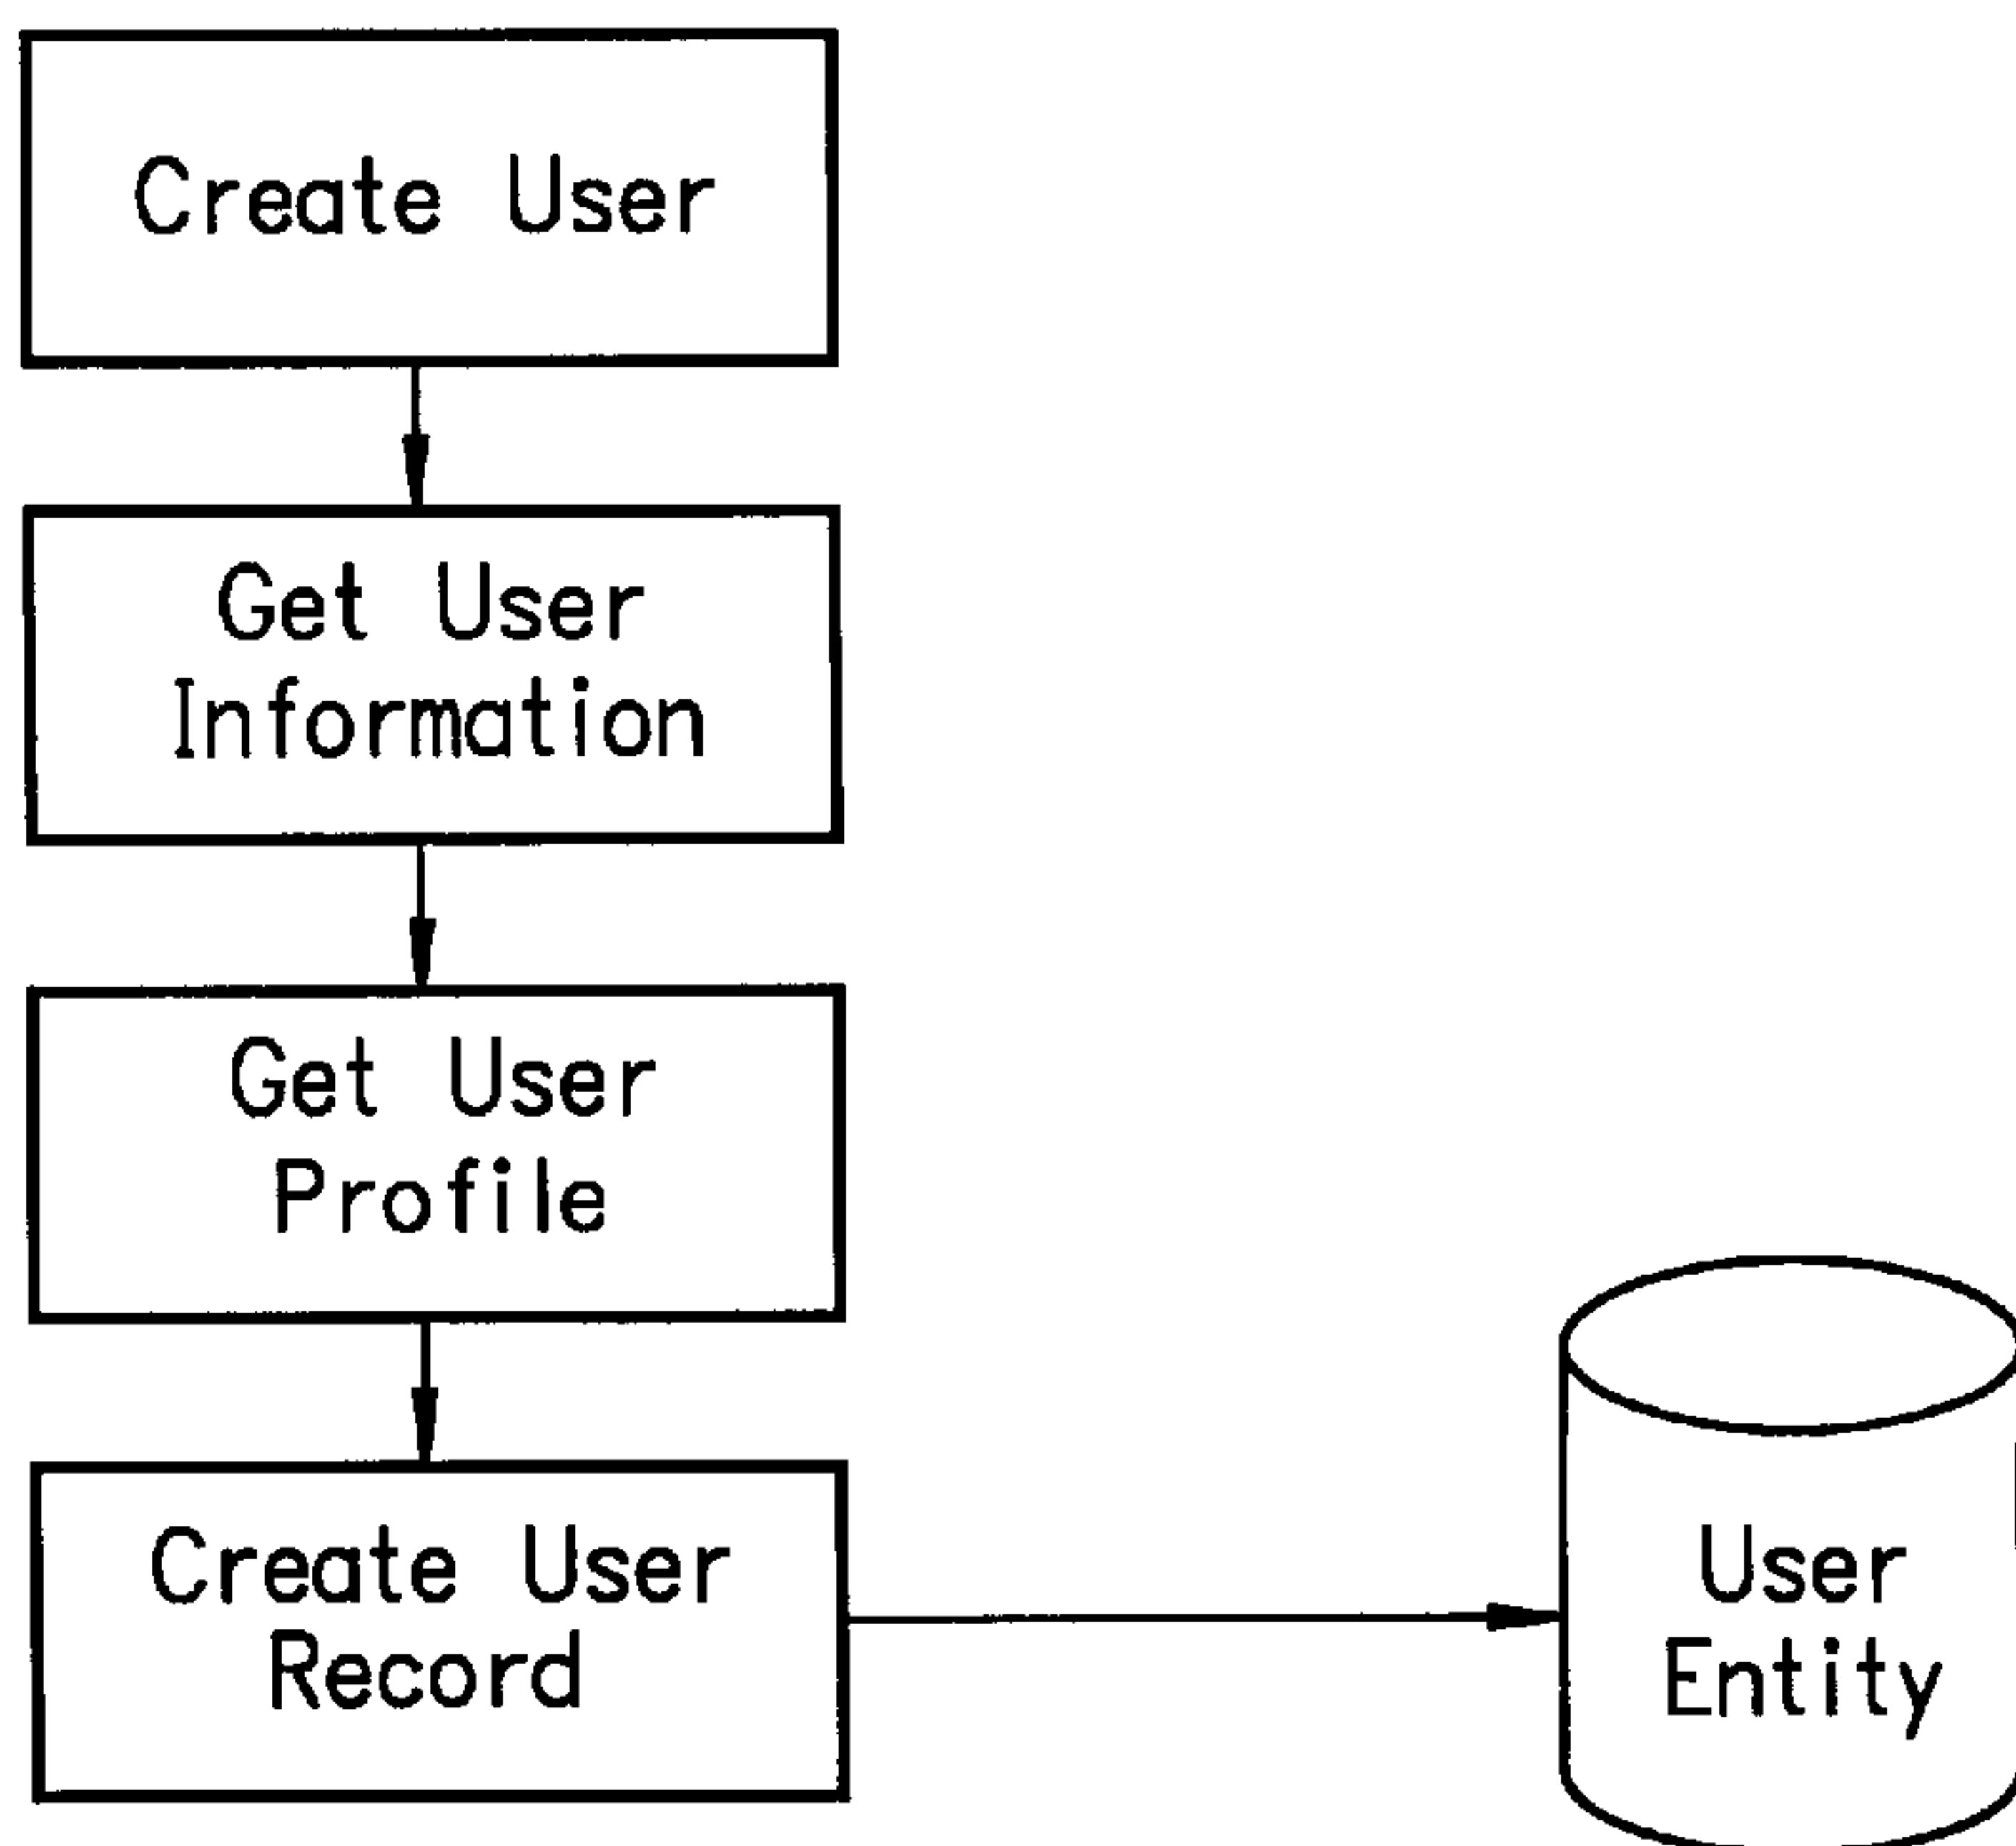 Create User
Get User
Information
Get User
Profile
Create User
Record
User
Entity